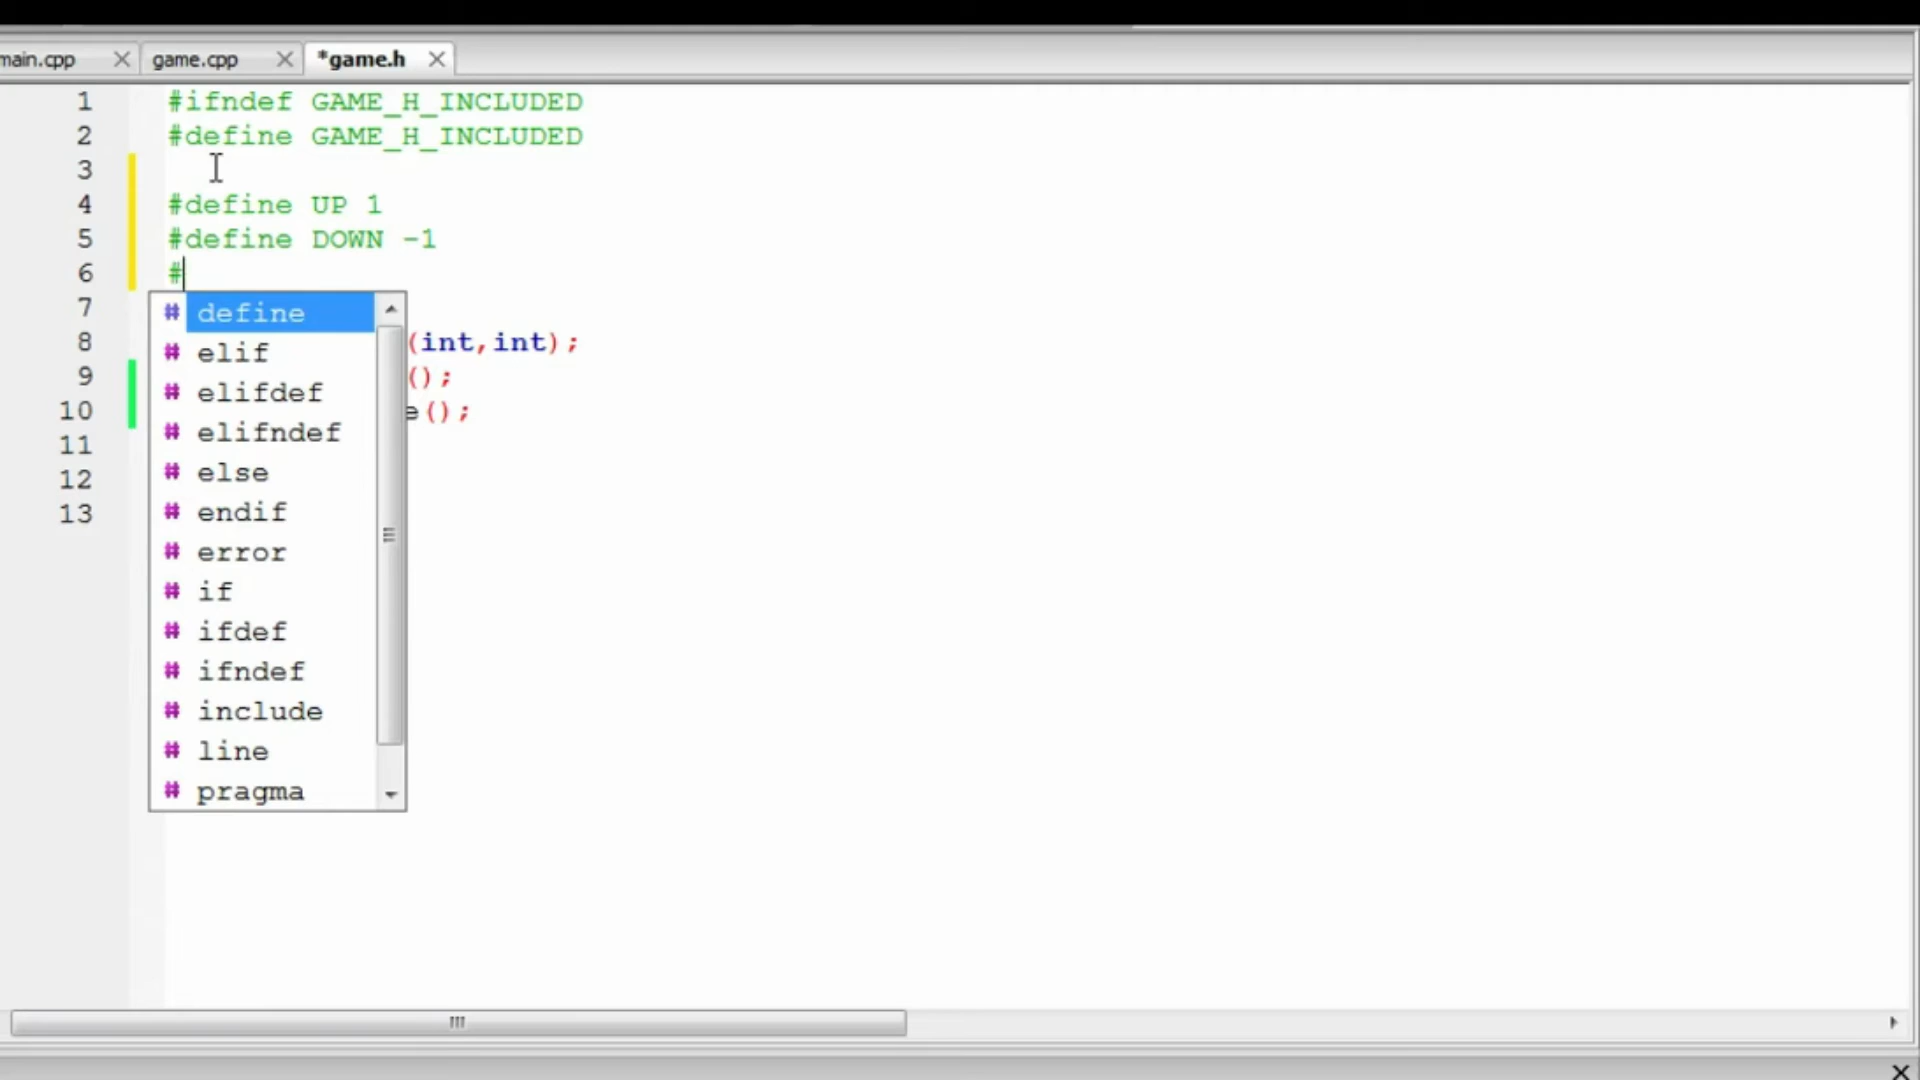 main.cpp game.cpp *game.h
1 #ifndef GAME_H_INCLUDED
2 #define GAME_H_INCLUDED
3
4 #define UP 1
5 #define DOWN -1
6 #
7
8 (int,int);
9 ();
10 e();
11
12
13
# define
# elif
# elifdef
# elifndef
# else
# endif
# error
# if
# ifdef
# ifndef
# include
# line
# pragma